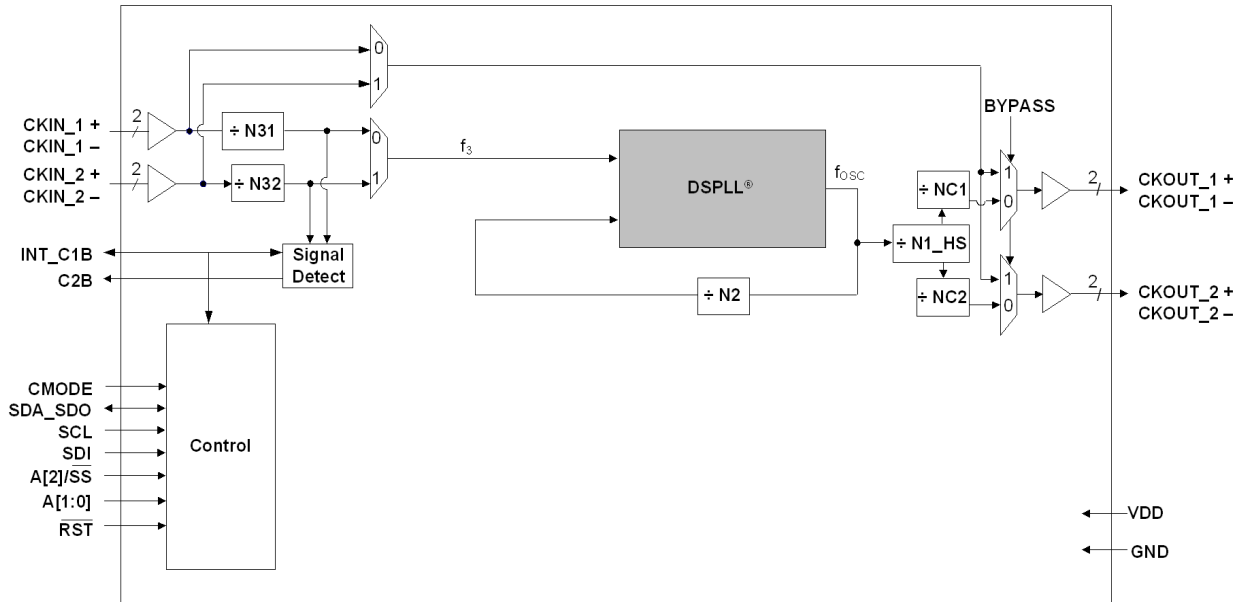 0
1
BYPASS
2
CKIN_1 +
CKIN_1 –
÷ N31
0
1
f3
2
CKIN_2 +
CKIN_2 –
÷ N32
DSPLL®
fOSC
÷ NC1
1
0
2
CKOUT_1 +
CKOUT_1 –
INT_C1B
C2B
Signal
Detect
÷ N1_HS
÷ N2
÷ NC2
1
0
2
CKOUT_2 +
CKOUT_2 –
CMODE
SDA_SDO
SCL
SDI
A[2]/SS
A[1:0]
RST
Control
VDD
GND